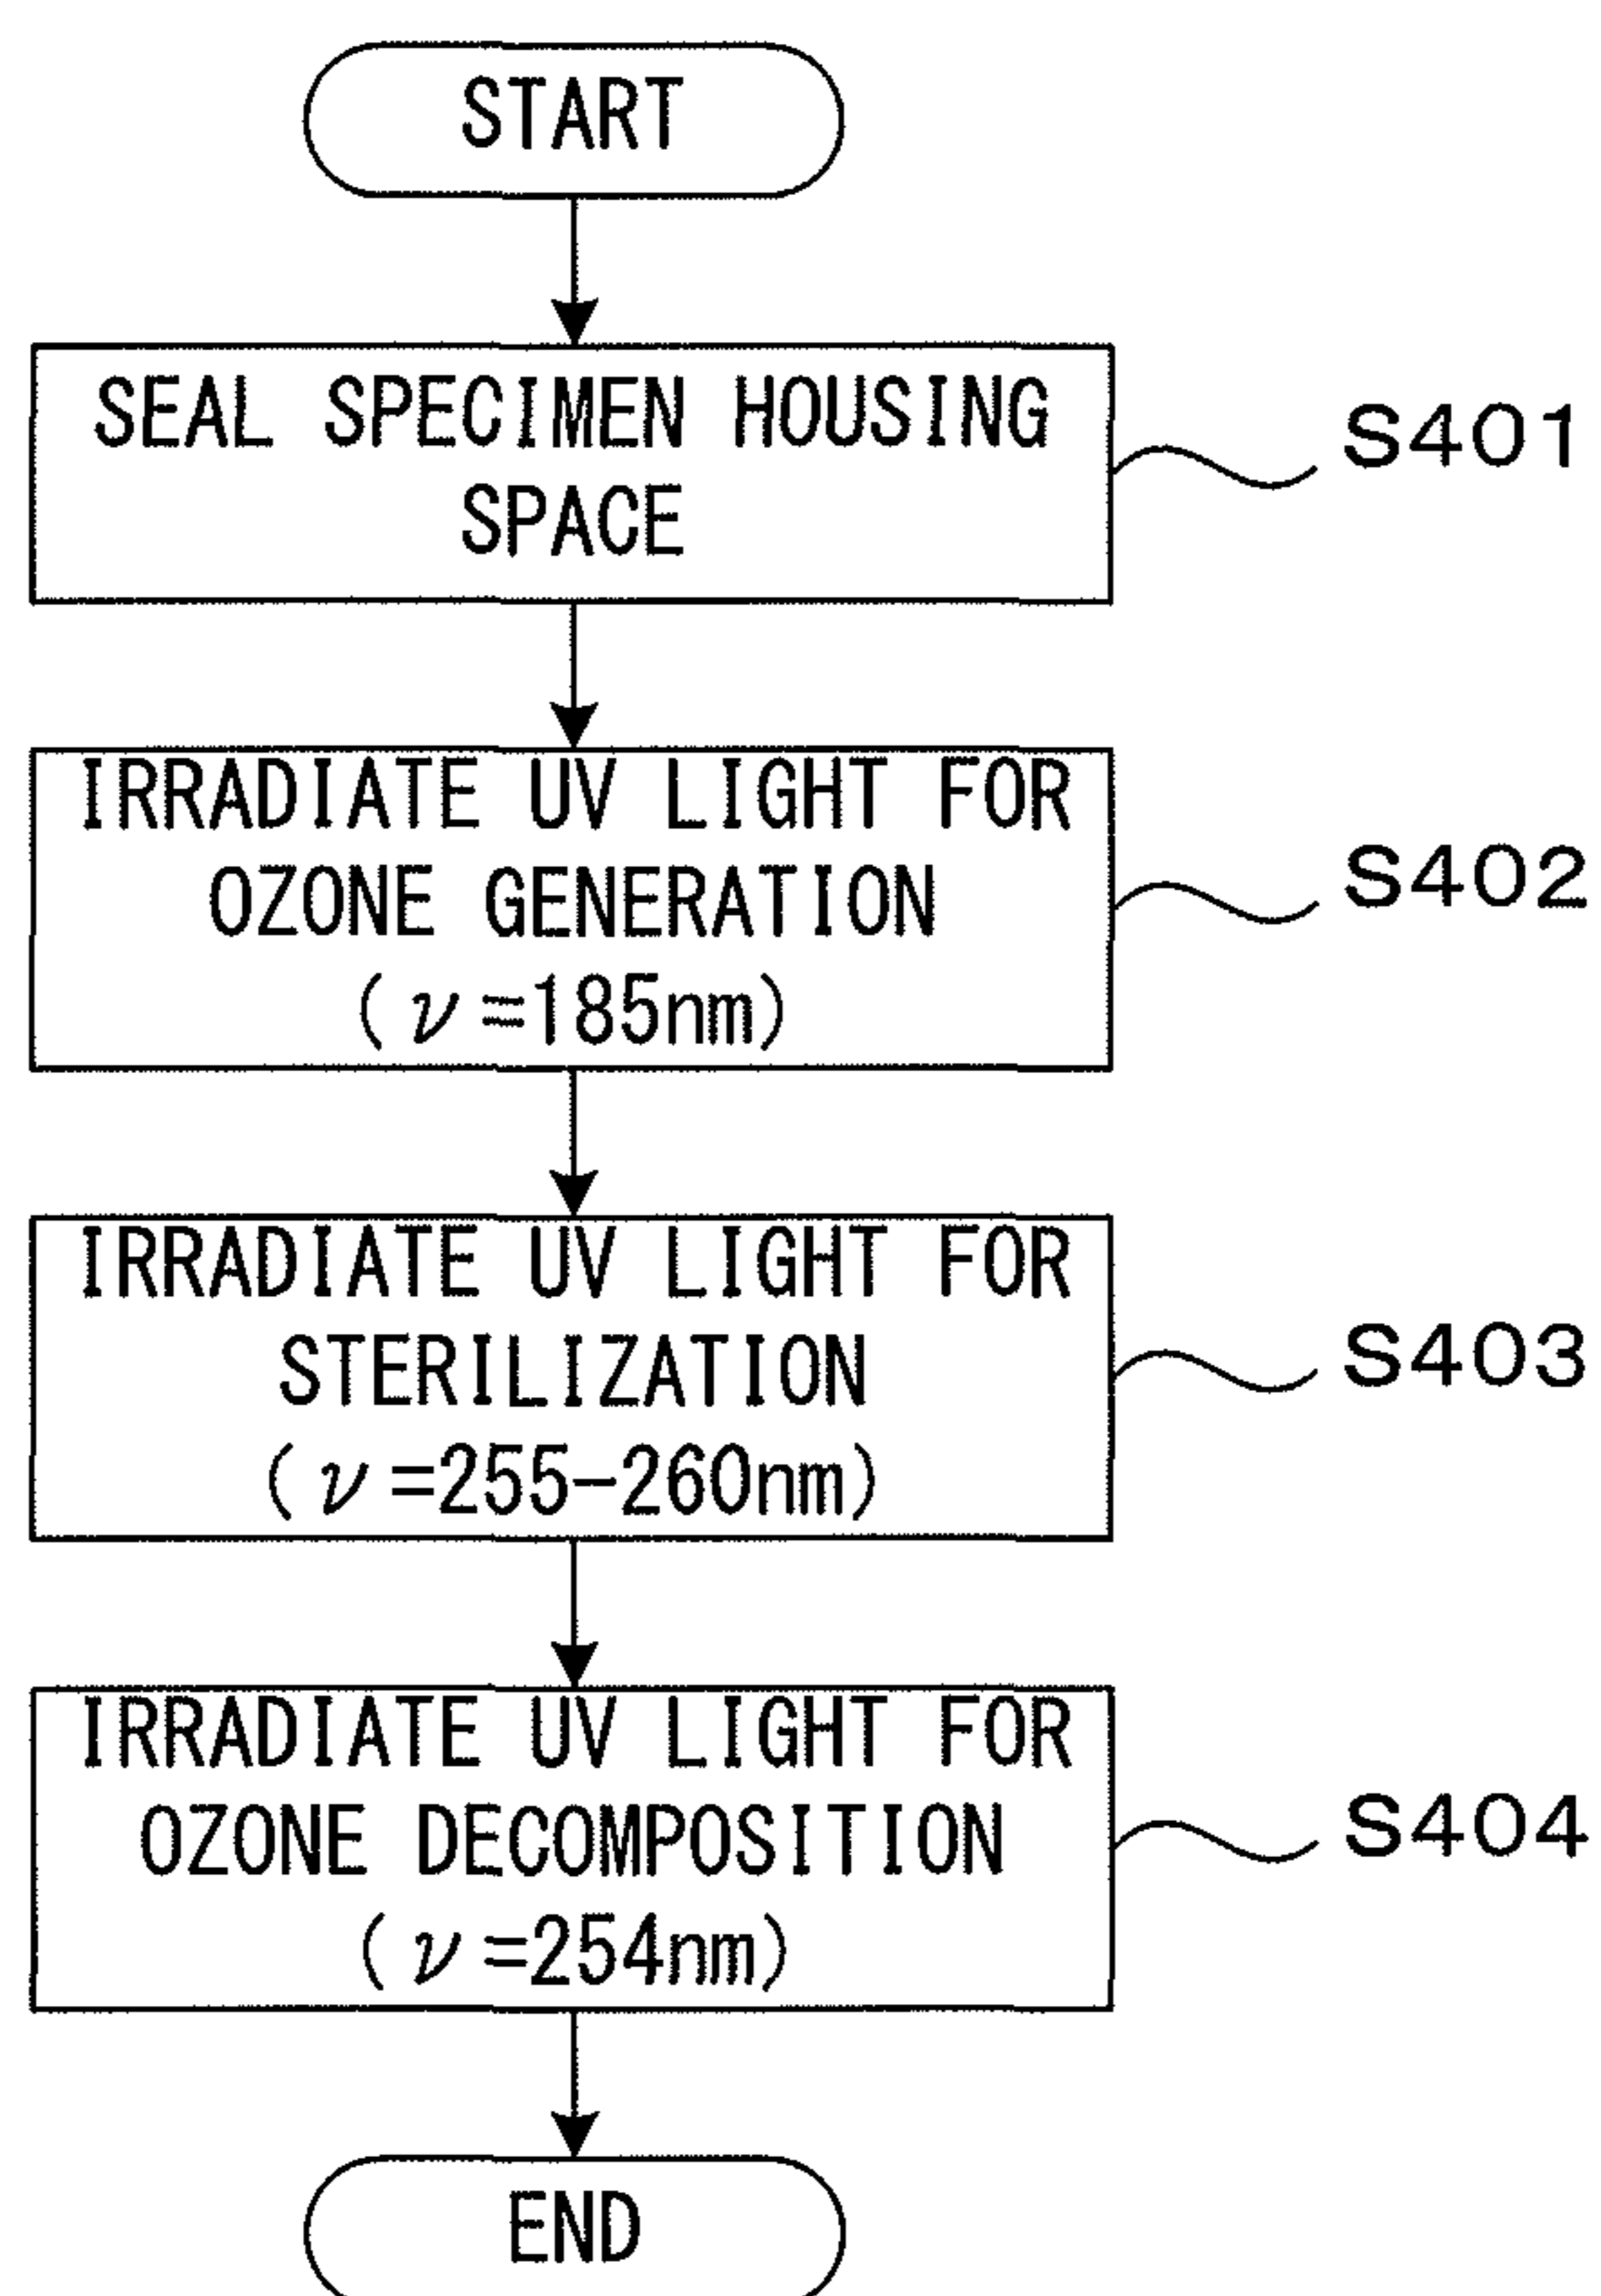 START
SEAL SPECIMEN HOUSING
SPACE
S401
IRRADIATE UV LIGHT FOR
OZONE GENERATION
(ν=185nm)
S402
IRRADIATE UV LIGHT FOR
STERILIZATION
(ν=255-260nm)
S403
IRRADIATE UV LIGHT FOR
OZONE DECOMPOSITION
(ν=254nm)
S404
END